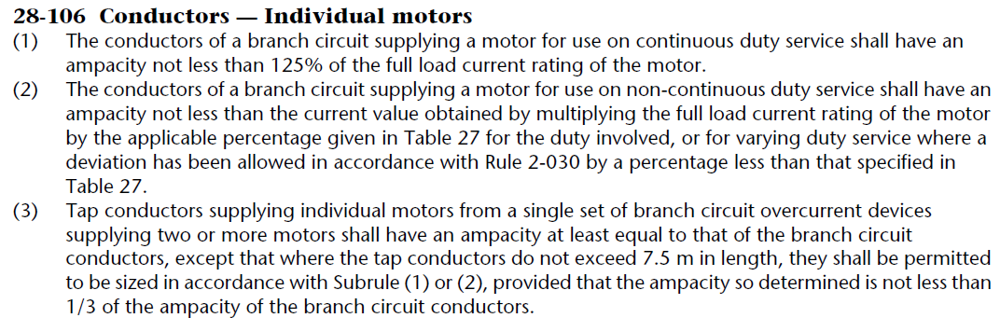 28-106 Conductors — Individual motors
(1) The conductors of a branch circuit supplying a motor for use on continuous duty service shall have an
ampacity not less than 125% of the full load current rating of the motor.
(2) The conductors of a branch circuit supplying a motor for use on non-continuous duty service shall have an
ampacity not less than the current value obtained by multiplying the full load current rating of the motor
by the applicable percentage given in Table 27 for the duty involved, or for varying duty service where a
deviation has been allowed in accordance with Rule 2-030 by a percentage less than that specified in
Table 27.
(3) Tap conductors supplying individual motors from a single set of branch circuit overcurrent devices
supplying two or more motors shall have an ampacity at least equal to that of the branch circuit
conductors, except that where the tap conductors do not exceed 7.5 m in length, they shall be permitted
to be sized in accordance with Subrule (1) or (2), provided that the ampacity so determined is not less than
1/3 of the ampacity of the branch circuit conductors.